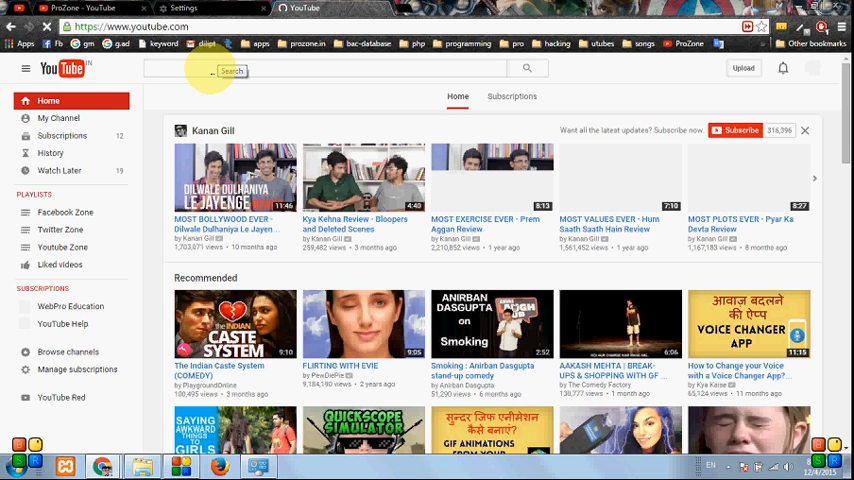 ProZone - YouTube
Settings
YouTube
https://www.youtube.com
Apps
Fb
gm
g.ad
keyword
dilipt
apps
prozone.in
bac-database
php
programming
pro
hacking
utubes
songs
ProZone
Other bookmarks
YouTube IN
Search
Upload
Home
My Channel
Subscriptions 12
History
Watch Later 19
PLAYLISTS
Facebook Zone
Twitter Zone
Youtube Zone
Liked videos
SUBSCRIPTIONS
WebPro Education
YouTube Help
Browse channels
Manage subscriptions
YouTube Red
Home
Subscriptions
Kanan Gill
Want all the latest updates? Subscribe now.
Subscribe
316,396
DILWALE DULHANIYA
LE JAYENGE
11:46
MOST BOLLYWOOD EVER -
Dilwale Dulhaniya Le Jayen...
by Kanan Gill
1,703,071 views • 10 months ago
4:40
Kya Kehna Review - Bloopers
and Deleted Scenes
by Kanan Gill
259,482 views • 3 months ago
8:13
MOST EXERCISE EVER - Prem
Aggan Review
by Kanan Gill
2,210,852 views • 1 year ago
7:10
MOST VALUES EVER - Hum
Saath Saath Hain Review
by Kanan Gill
1,561,452 views • 1 year ago
8:27
MOST PLOTS EVER - Pyar Ka
Devta Review
by Kanan Gill
1,167,183 views • 8 months ago
Recommended
THE INDIAN
CASTE
SYSTEM
9:10
The Indian Caste System
(COMEDY)
by PlaygroundOnline
100,495 views • 3 months ago
9:05
FLIRTING WITH EVIE
by PewDiePie
9,184,190 views • 2 years ago
ANIRBAN
DASGUPTA
on
Smoking
2:52
Smoking : Anirban Dasgupta
stand-up comedy
by Anirban Dasgupta
51,290 views • 6 months ago
6:06
AAKASH MEHTA | BREAK-
UPS & SHOPPING WITH GF ...
by The Comedy Factory
130,777 views • 1 month ago
आवाज़ बदलने
की ऐप्प
VOICE CHANGER
APP
11:15
How to Change your Voice
with a Voice Changer App?...
by Kya Kaise
65,124 views • 11 months ago
SAYING
AWKWARD
THINGS TO
GIRLS
QUICKSCOPE
SIMULATOR
सुन्दर जिफ एनीमेशन
कैसे बनाएं?
GIF ANIMATIONS
EN
12/4/2015